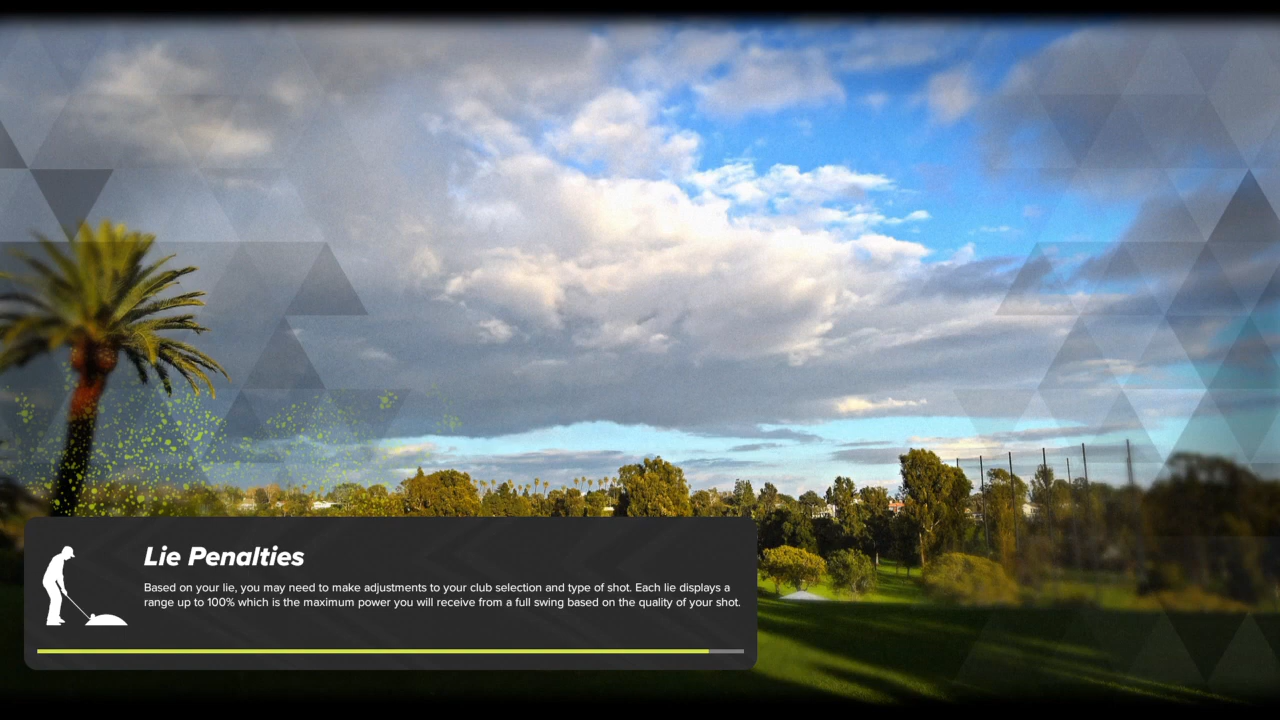 Lie Penalties
Based on your lie, you may need to make adjustments to your club selection and type of shot. Each lie displays a
range up to 100% which is the maximum power you will receive from a full swing based on the quality of your shot.